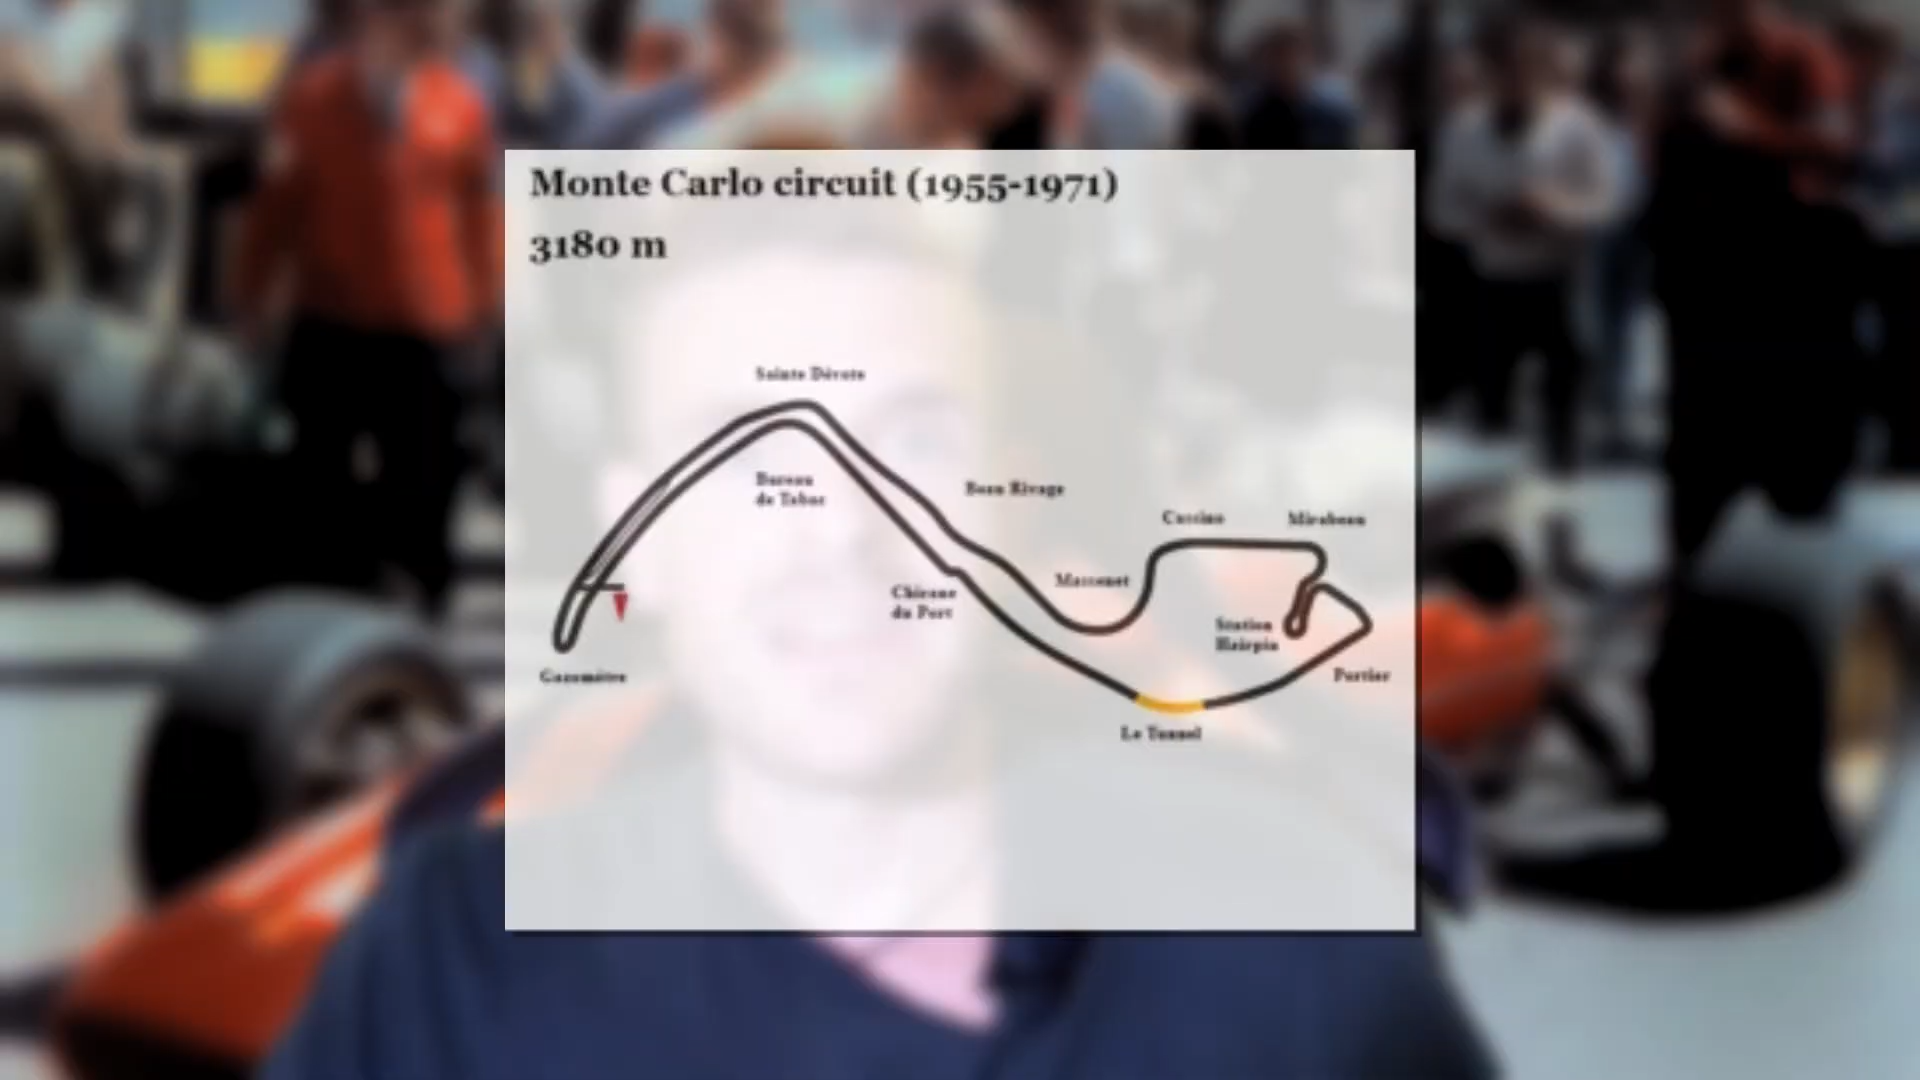 Monte Carlo circuit (1955-1971)
3180 m
Sainte Dévote
Bureau
de Tabac
Beau Rivage
Casino
Mirabeau
Massenet
Chicane
du Port
Station
Hairpin
Gazomètre
Portier
Le Tunnel